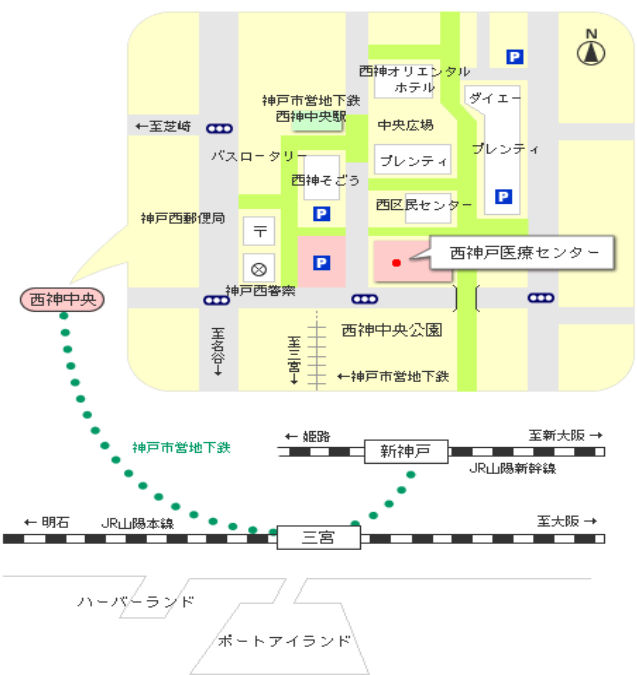 N
P
西神オリエンタル
ホテル
ダイエー
神戸市営地下鉄
西神中央駅
中央広場
←至芝崎
バスロータリー
プレンティ
プレンティ
西神そごう
P
西区民センター
P
神戸西郵便局
〒
西神戸医療センター
P
神戸西警察
西神中央
至名谷→
至三宮→
西神中央公園
←神戸市営地下鉄
神戸市営地下鉄
← 姫路
至新大阪 →
新神戸
JR山陽新幹線
← 明石
JR山陽本線
三宮
至大阪 →
ハーバーランド
ポートアイランド